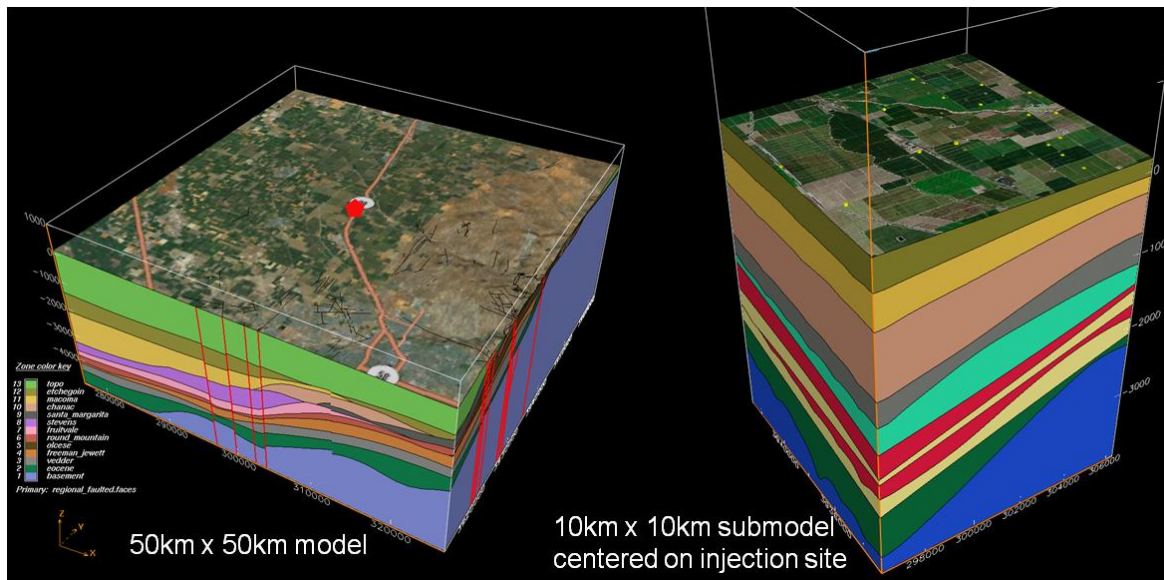 1000
0
-1000
-2000
-3000
-4000
Zone color key
13 topo
12 etchegoin
11 macoma
10 chanac
9 santa_margarita
8 stevens
7 fruitvale
6 round_mountain
5 olcese
4 freeman_jewett
3 vedder
2 eocene
1 basement
Primary: regional_faulted.faces
280000
290000
300000
310000
320000
58
Z
Y
X
50km x 50km model
0
-1000
-2000
-3000
298000
300000
302000
304000
306000
10km x 10km submodel
centered on injection site